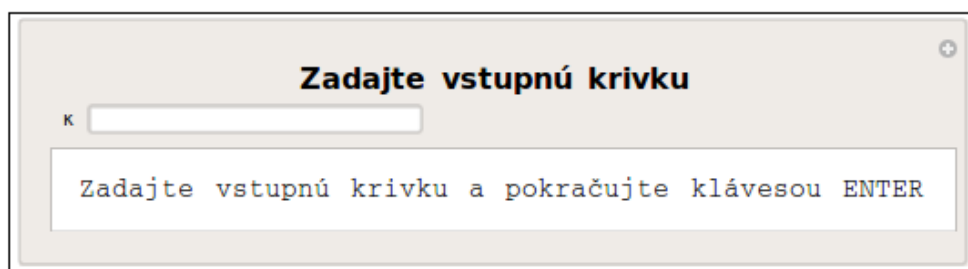 Zadajte vstupnú krivku
κ
Zadajte vstupnú krivku a pokračujte klávesou ENTER